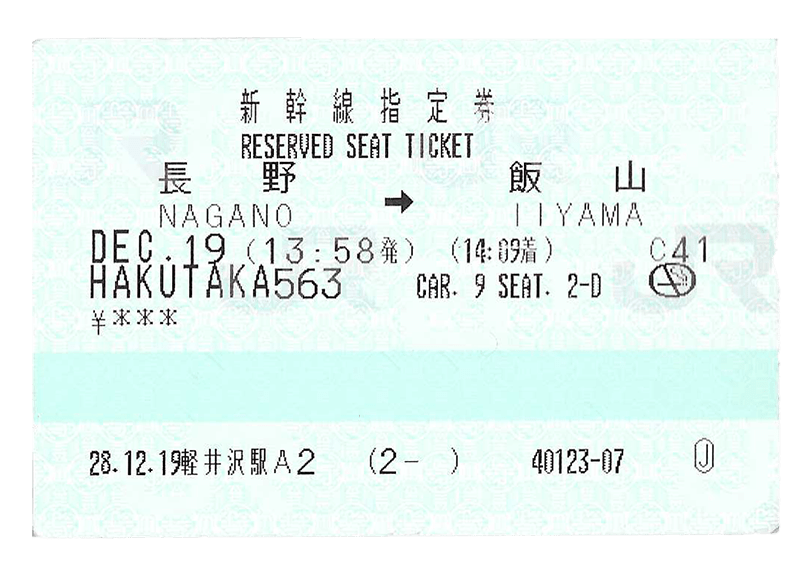 新幹線指定券
RESERVED SEAT TICKET
長野 → 飯山
NAGANO IIYAMA
DEC.19 (13:58発) (14:09着) C41
HAKUTAKA563 CAR. 9 SEAT. 2-D
¥***
28.12.19軽井沢駅A2 (2- ) 40123-07 Ⓙ